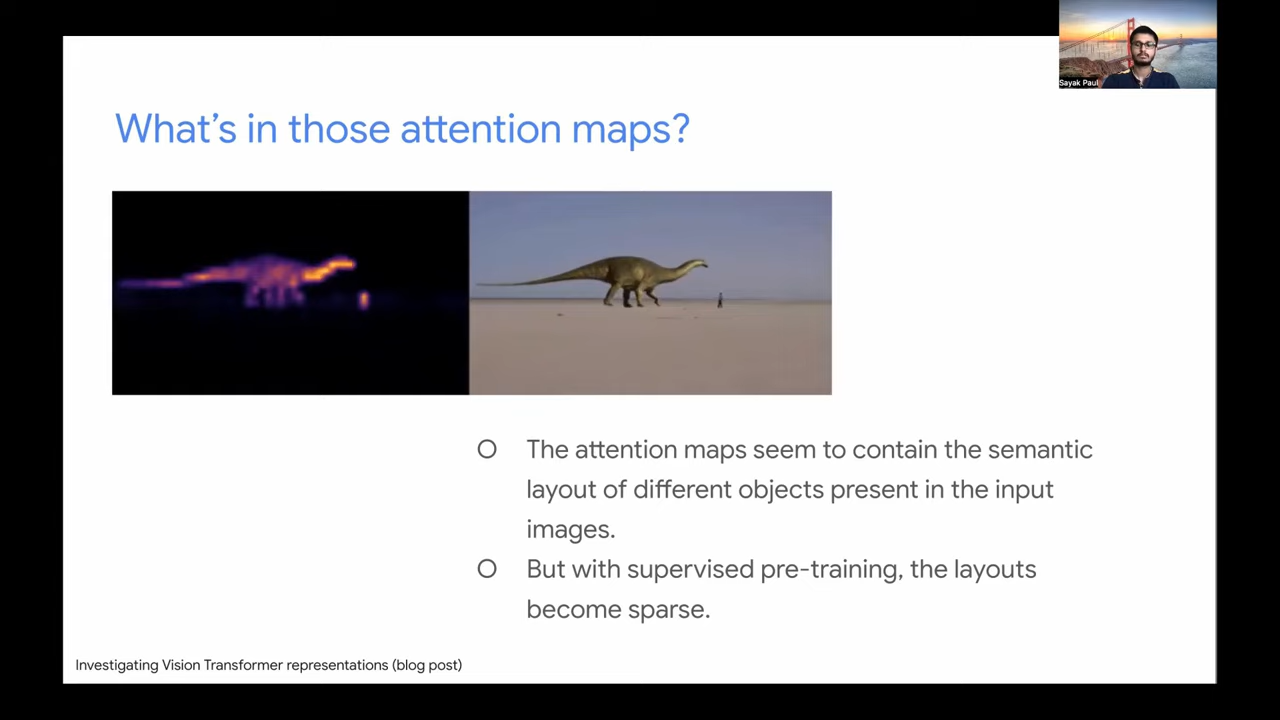 Sayak Paul
What's in those attention maps?
O The attention maps seem to contain the semantic
layout of different objects present in the input
images.
O But with supervised pre-training, the layouts
become sparse.
Investigating Vision Transformer representations (blog post)